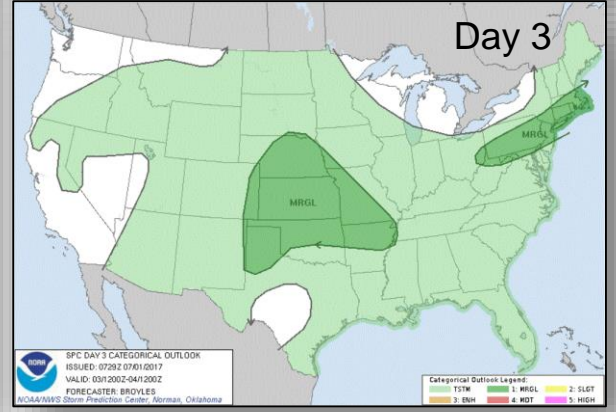 Day 3
MRGL
MRGL
NOAA
SPC DAY 3 CATEGORICAL OUTLOOK
ISSUED: 0729Z 07/01/2017
VALID: 03/1200Z-04/1200Z
FORECASTER: BROYLES
NOAA/NWS Storm Prediction Center, Norman, Oklahoma
Categorical Outlook Legend:
TSTM 1: MRGL 2: SLGT
3: ENH 4: MDT 5: HIGH